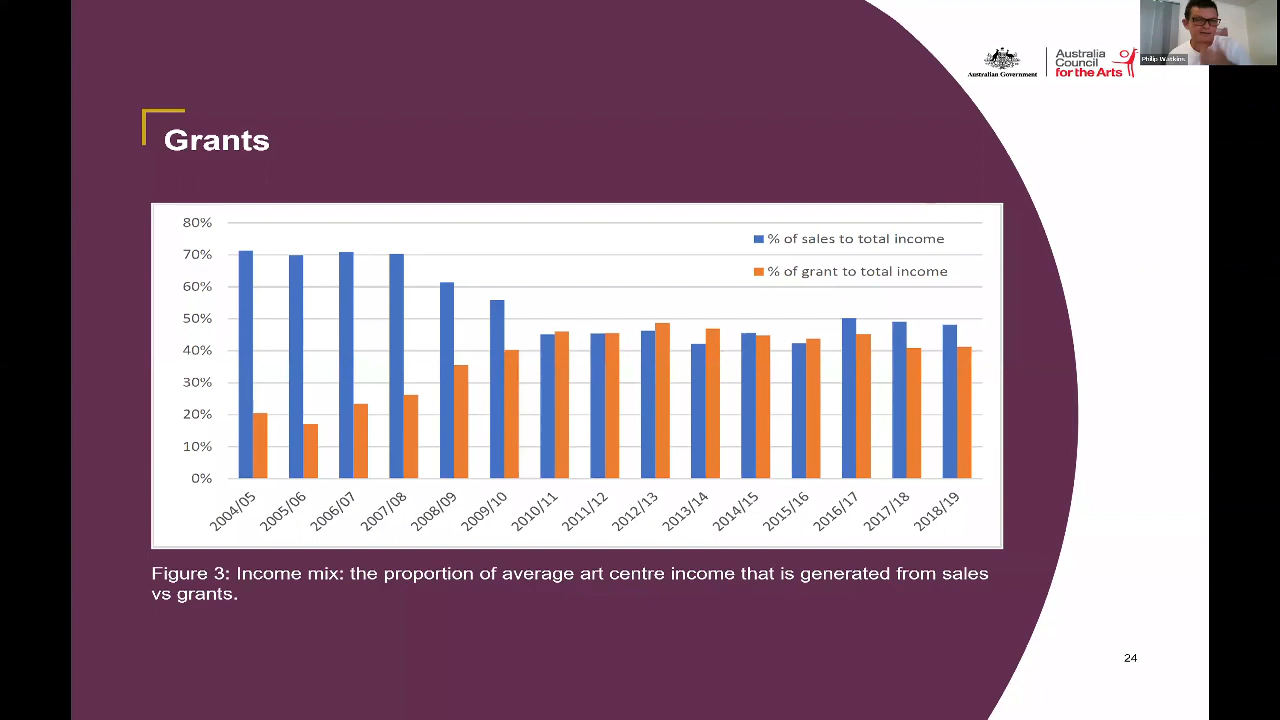 Australian Government
Australia
Council
for the Arts
Philip Watkins
Grants
80%
70%
60%
50%
40%
30%
20%
10%
0%
% of sales to total income
% of grant to total income
2004/05
2005/06
2006/07
2007/08
2008/09
2009/10
2010/11
2011/12
2012/13
2013/14
2014/15
2015/16
2016/17
2017/18
2018/19
Figure 3: Income mix: the proportion of average art centre income that is generated from sales
vs grants.
24